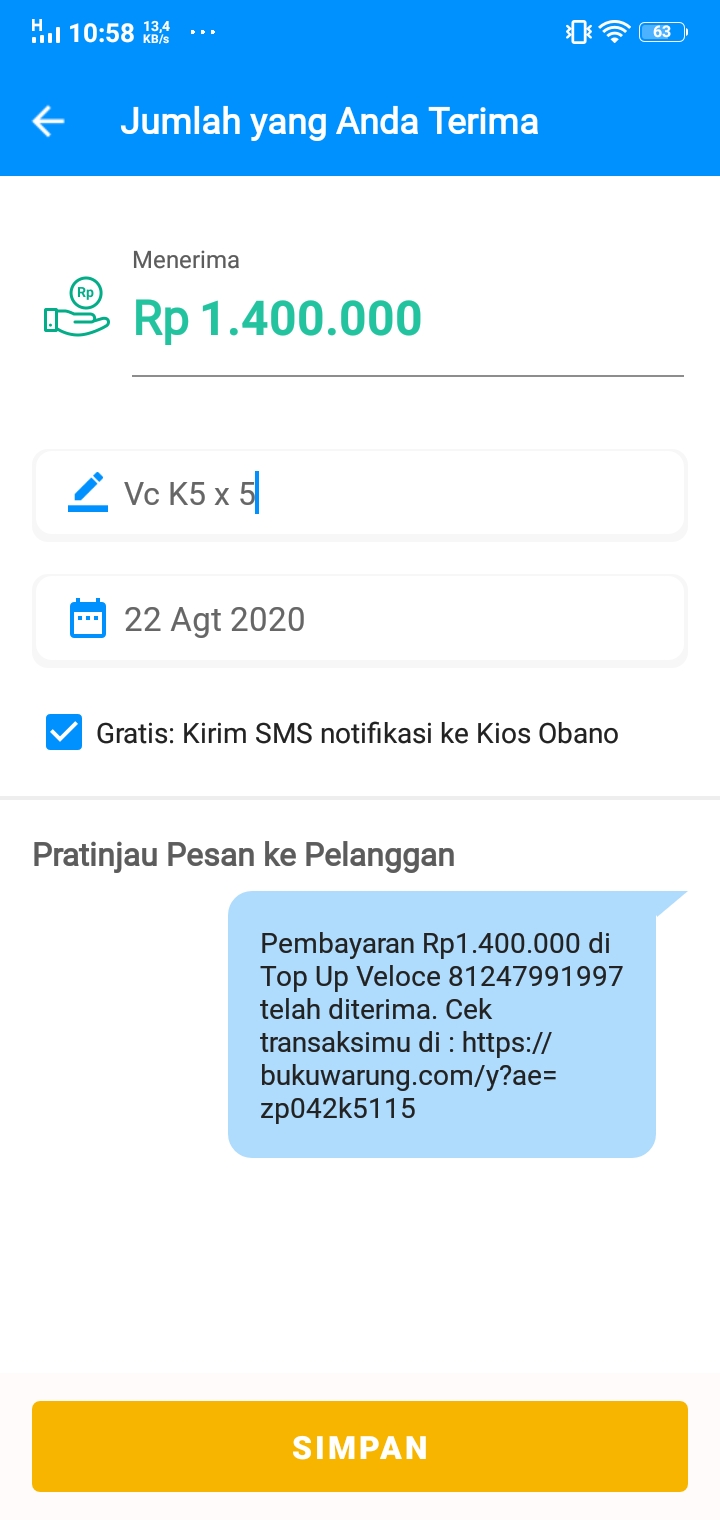 H 10:58 13,4 KB/s ... 63
Jumlah yang Anda Terima
Menerima
Rp
Rp 1.400.000
Vc K5 x 5
22 Agt 2020
Gratis: Kirim SMS notifikasi ke Kios Obano
Pratinjau Pesan ke Pelanggan
Pembayaran Rp1.400.000 di
Top Up Veloce 81247991997
telah diterima. Cek
transaksimu di : https://
bukuwarung.com/y?ae=
zp042k5115
SIMPAN